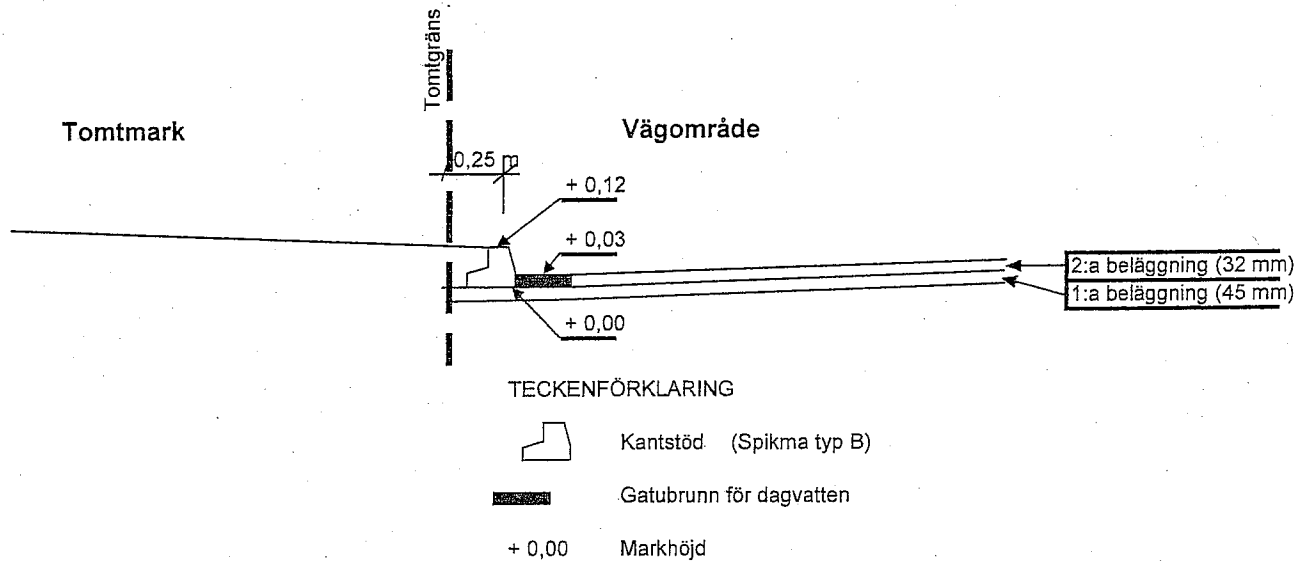 Tomtgräns
Tomtmark
Vägområde
0,25 m
+ 0,12
+ 0,03
2:a beläggning (32 mm)
1:a beläggning (45 mm)
+ 0,00
TECKENFÖRKLARING
Kantstöd (Spikma typ B)
Gatubrunn för dagvatten
+ 0,00 Markhöjd